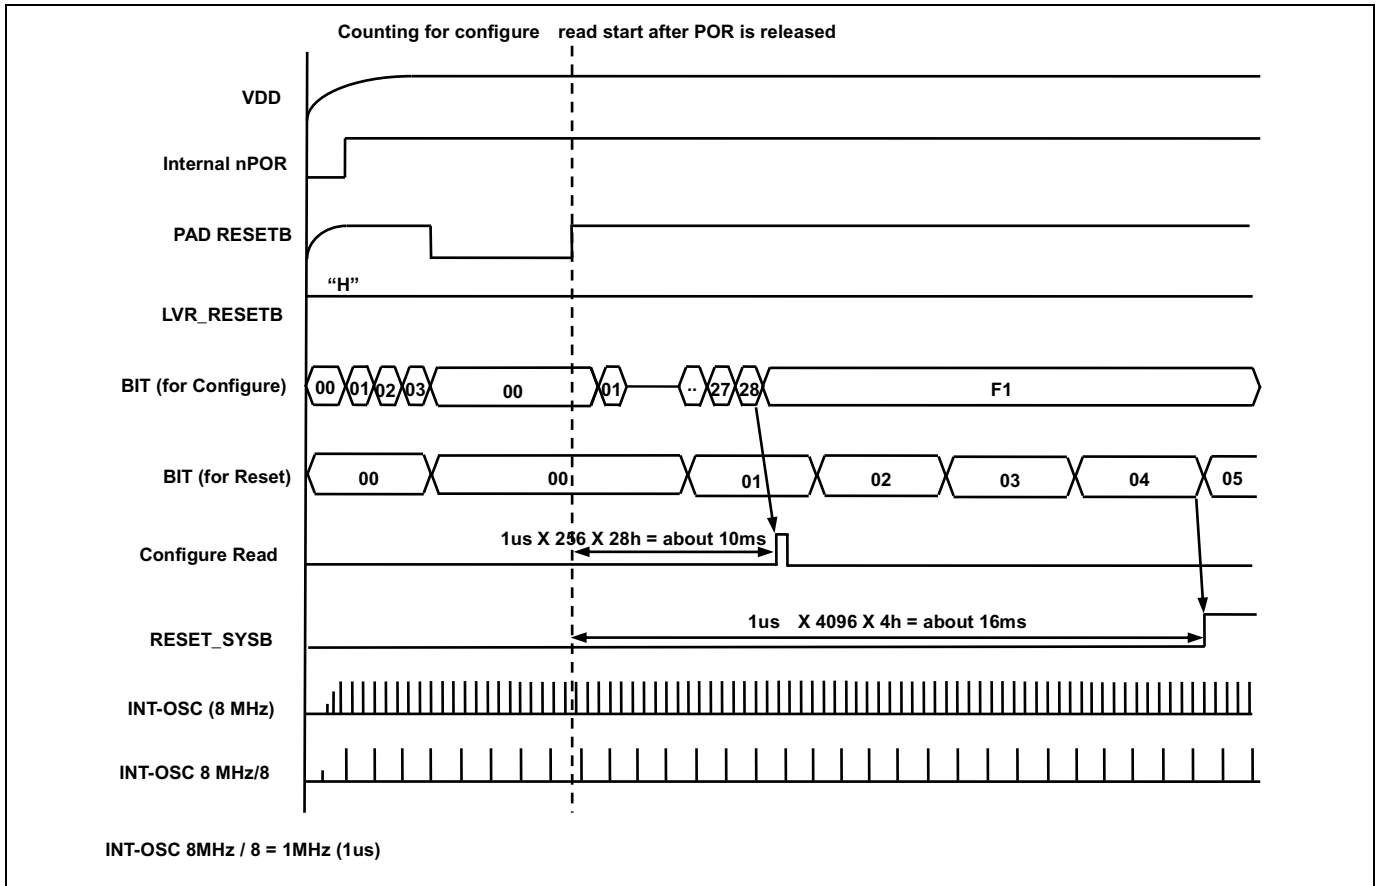 Counting for configure read start after POR is released
VDD
Internal nPOR
PAD RESETB
“H”
LVR_RESETB
BIT (for Configure) 00 01 02 03 00 01 .. 27 28 F1
BIT (for Reset) 00 00 01 02 03 04 05
1us X 256 X 28h = about 10ms
Configure Read
1us X 4096 X 4h = about 16ms
RESET_SYSB
INT-OSC (8 MHz)
INT-OSC 8 MHz/8
INT-OSC 8MHz / 8 = 1MHz (1us)